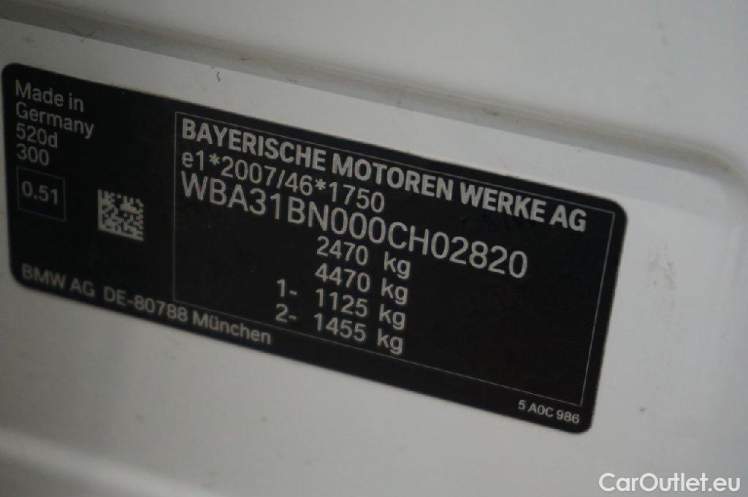 Made in
Germany
520d
300
0.51
BAYERISCHE MOTOREN WERKE AG
e1*2007/46*1750
WBA31BN000CH02820
2470 kg
4470 kg
1- 1125 kg
2- 1455 kg
BMW AG DE-80788 München
5 A0C 986
CarOutlet.eu